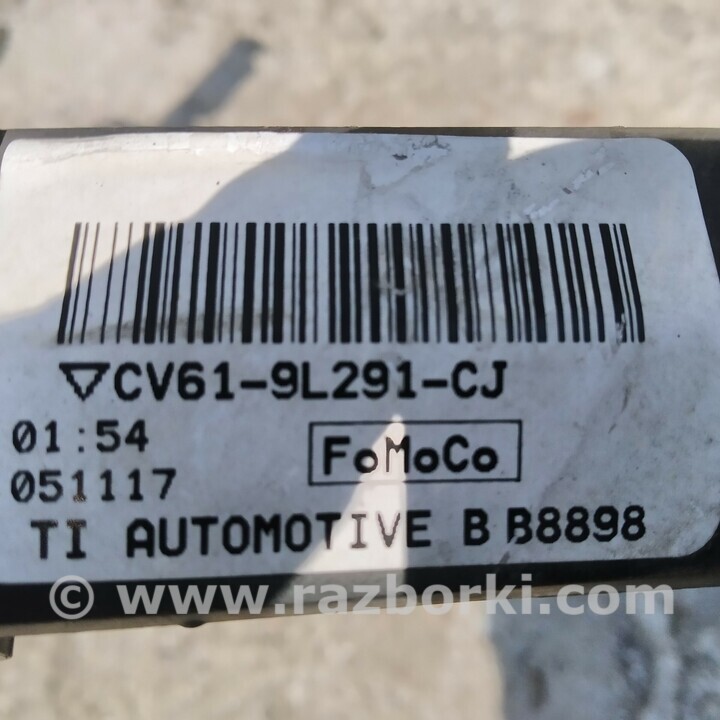 ▽CV61-9L291-CJ
01:54
FoMoCo
051117
TI AUTOMOTIVE B B8898
© www.razborki.com